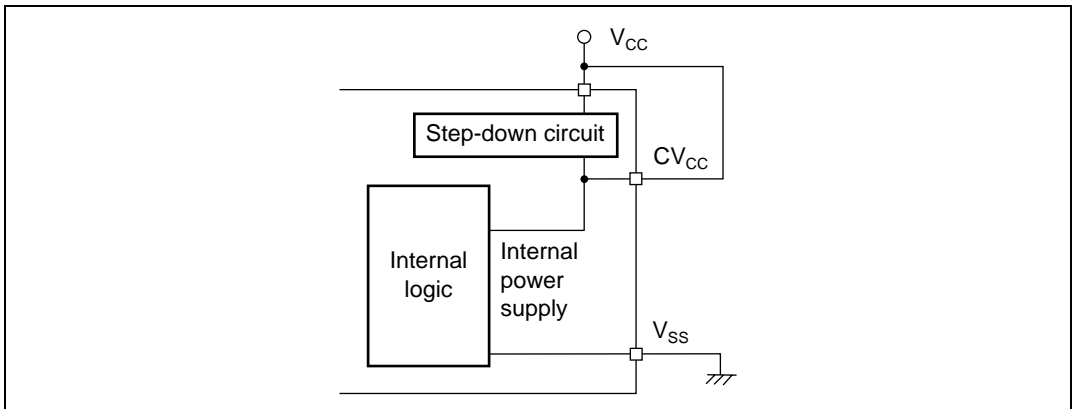 VCC
Step-down circuit
CVCC
Internal
logic
Internal
power
supply
VSS